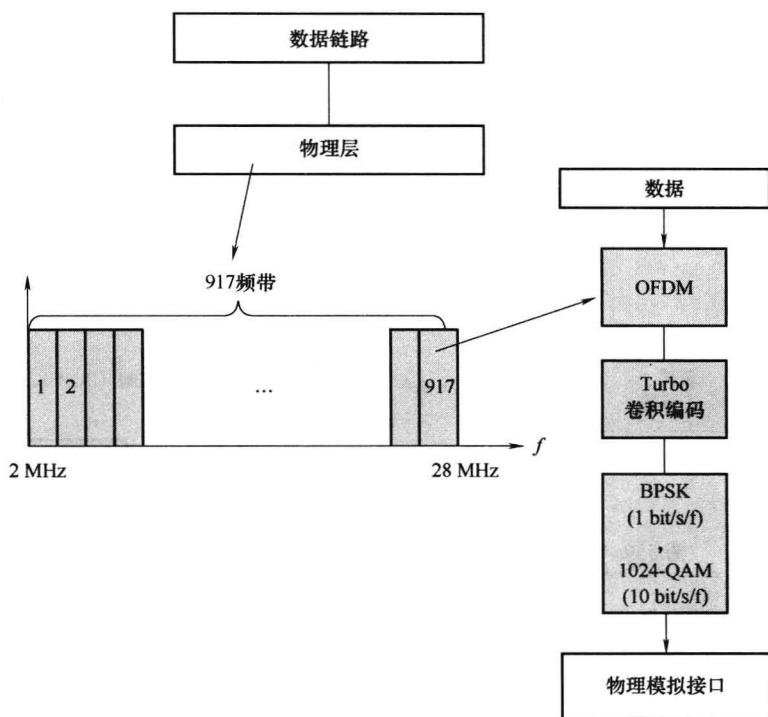 数据链路
物理层
917频带
1
2
...
917
f
2 MHz
28 MHz
数据
OFDM
Turbo
卷积编码
BPSK
(1 bit/s/f)
,
1024-QAM
(10 bit/s/f)
物理模拟接口